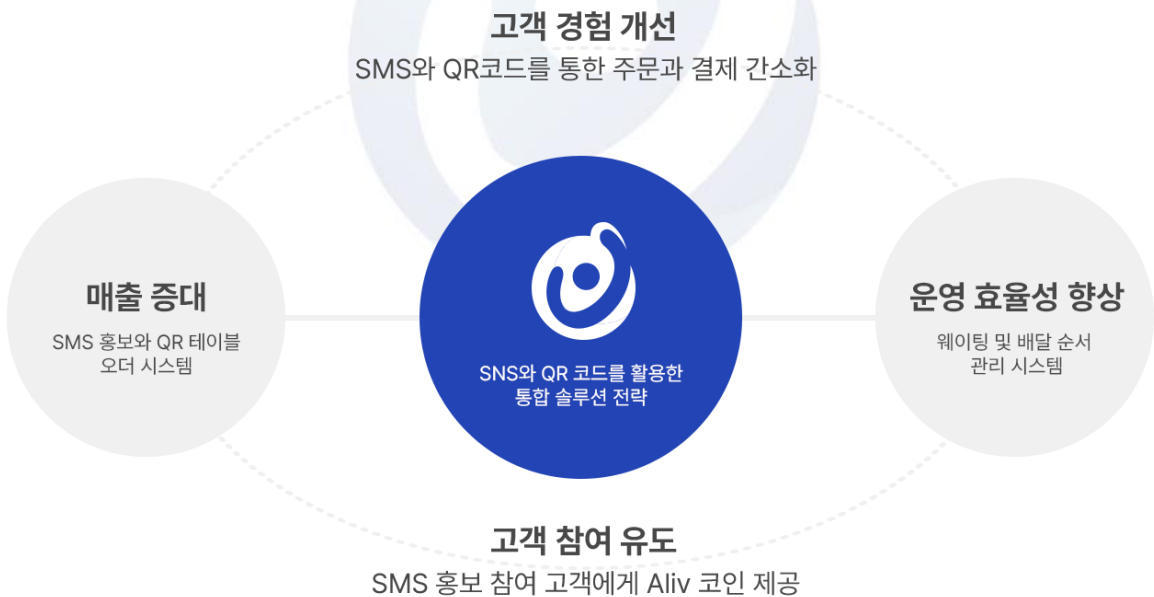 고객 경험 개선
SMS와 QR코드를 통한 주문과 결제 간소화
매출 증대
SMS 홍보와 QR 테이블
오더 시스템
SNS와 QR 코드를 활용한
통합 솔루션 전략
운영 효율성 향상
웨이팅 및 배달 순서
관리 시스템
고객 참여 유도
SMS 홍보 참여 고객에게 Aliv 코인 제공